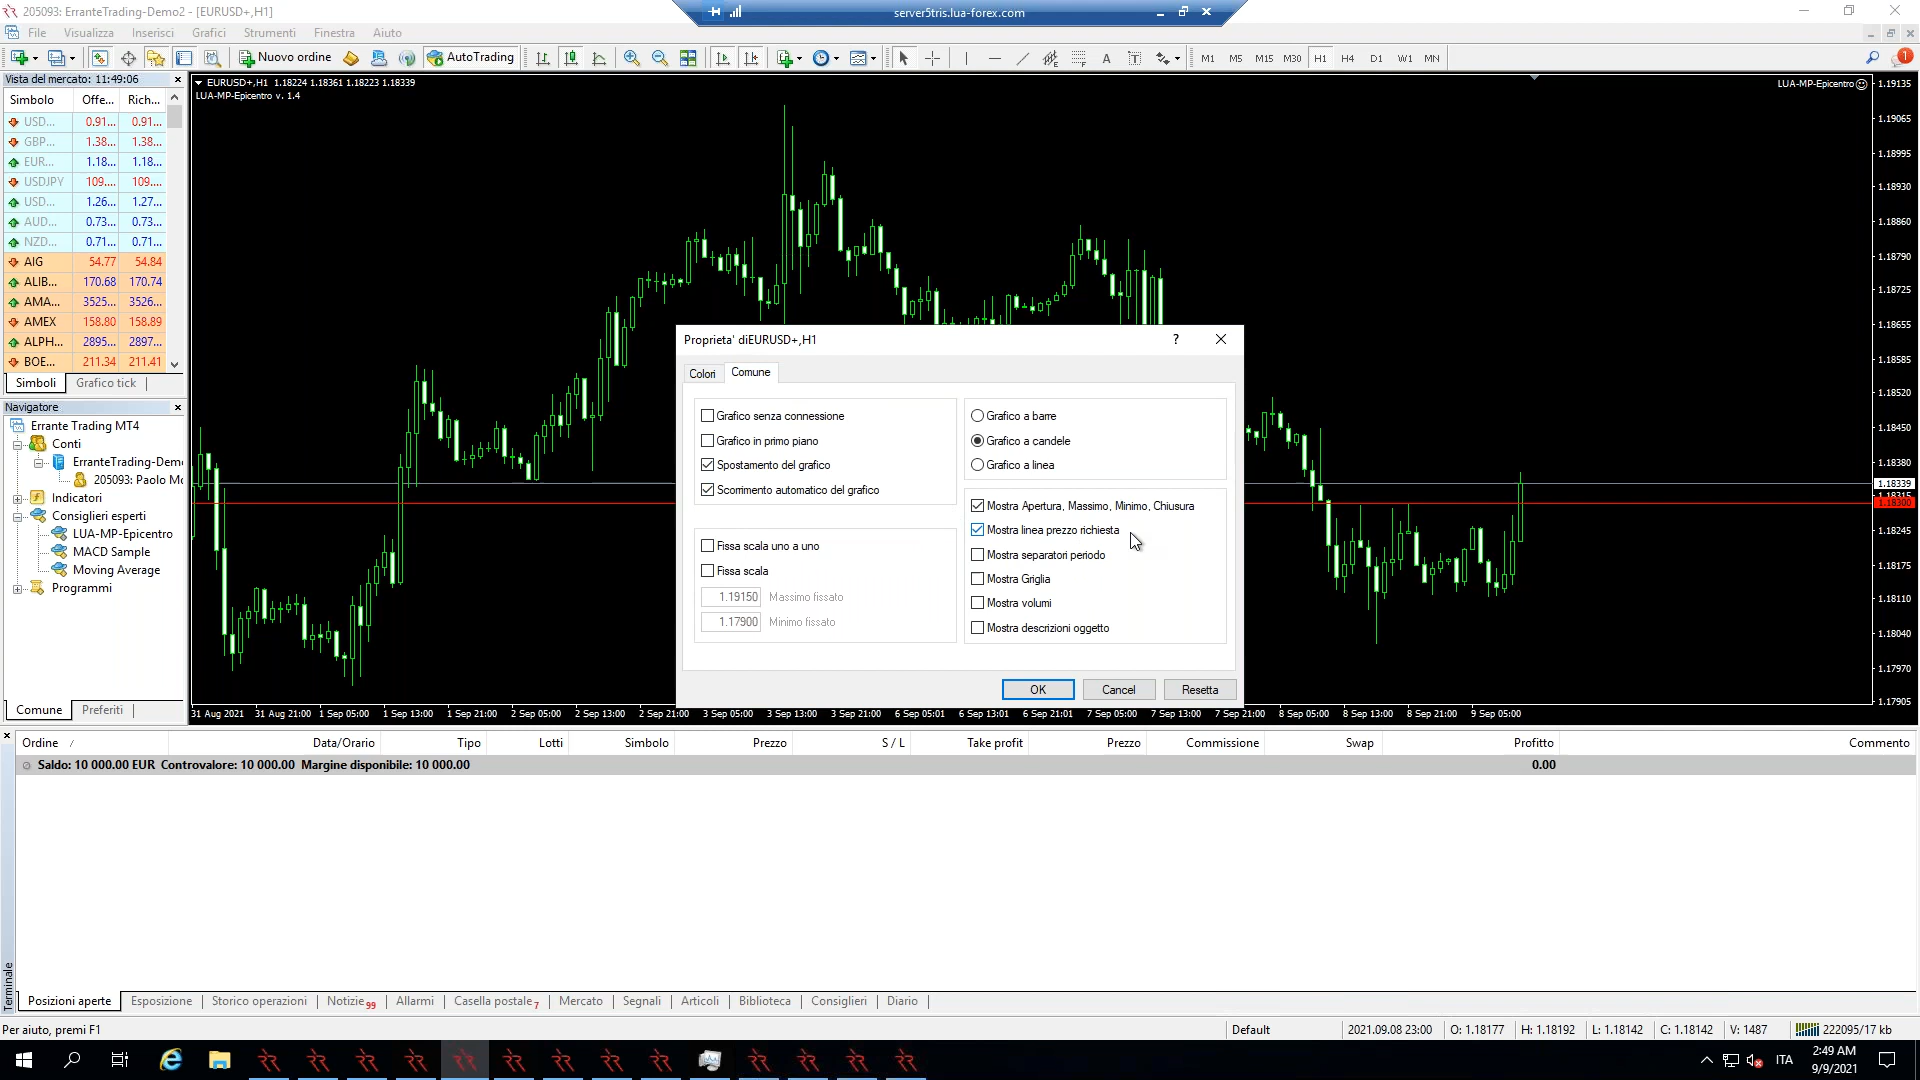 205093: ErranteTrading-Demo2 - [EURUSD+,H1]
server5tris.lua-forex.com
File Visualizza Inserisci Grafici Strumenti Finestra Aiuto
Nuovo ordine AutoTrading A T M1 M5 M15 M30 H1 H4 D1 W1 MN 1
Vista del mercato: 11:49:06
Simbolo Offe... Rich...
USD... 0.91... 0.91...
GBP... 1.38... 1.38...
EUR... 1.18... 1.18...
USDJPY 109.... 109....
USD... 1.26... 1.27...
AUD... 0.73... 0.73...
NZD... 0.71... 0.71...
AIG 54.77 54.84
ALIB... 170.68 170.74
AMA... 3525... 3526...
AMEX 158.80 158.89
ALPH... 2895... 2897...
BOE... 211.34 211.41
Simboli Grafico tick
Navigatore
Errante Trading MT4
Conti
ErranteTrading-Demo
205093: Paolo Mo
Indicatori
Consiglieri esperti
LUA-MP-Epicentro
MACD Sample
Moving Average
Programmi
Comune Preferiti
EURUSD+,H1 1.18224 1.18361 1.18223 1.18339
LUA-MP-Epicentro v. 1.4
LUA-MP-Epicentro
1.19135
1.19065
1.18995
1.18930
1.18860
1.18790
1.18725
1.18655
1.18585
1.18520
1.18450
1.18380
1.18339
1.18315
1.18300
1.18245
1.18175
1.18110
1.18040
1.17970
1.17905
31 Aug 2021 31 Aug 21:00 1 Sep 05:00 1 Sep 13:00 1 Sep 21:00 2 Sep 05:00 2 Sep 13:00 2 Sep 21:00 3 Sep 05:00 3 Sep 13:00 3 Sep 21:00 6 Sep 05:01 6 Sep 13:01 6 Sep 21:01 7 Sep 05:00 7 Sep 13:00 7 Sep 21:00 8 Sep 05:00 8 Sep 13:00 8 Sep 21:00 9 Sep 05:00
Proprieta' diEURUSD+,H1 ?
Colori Comune
Grafico senza connessione
Grafico in primo piano
Spostamento del grafico
Scorrimento automatico del grafico
Fissa scala uno a uno
Fissa scala
1.19150 Massimo fissato
1.17900 Minimo fissato
Grafico a barre
Grafico a candele
Grafico a linea
Mostra Apertura, Massimo, Minimo, Chiusura
Mostra linea prezzo richiesta
Mostra separatori periodo
Mostra Griglia
Mostra volumi
Mostra descrizioni oggetto
OK Cancel Resetta
Ordine / Data/Orario Tipo Lotti Simbolo Prezzo S / L Take profit Prezzo Commissione Swap Profitto Commento
Saldo: 10 000.00 EUR Controvalore: 10 000.00 Margine disponibile: 10 000.00 0.00
Terminale
Posizioni aperte Esposizione Storico operazioni Notizie 99 Allarmi Casella postale 7 Mercato Segnali Articoli Biblioteca Consiglieri Diario
Per aiuto, premi F1 Default 2021.09.08 23:00 O: 1.18177 H: 1.18192 L: 1.18142 C: 1.18142 V: 1487 222095/17 kb
ITA 2:49 AM
9/9/2021